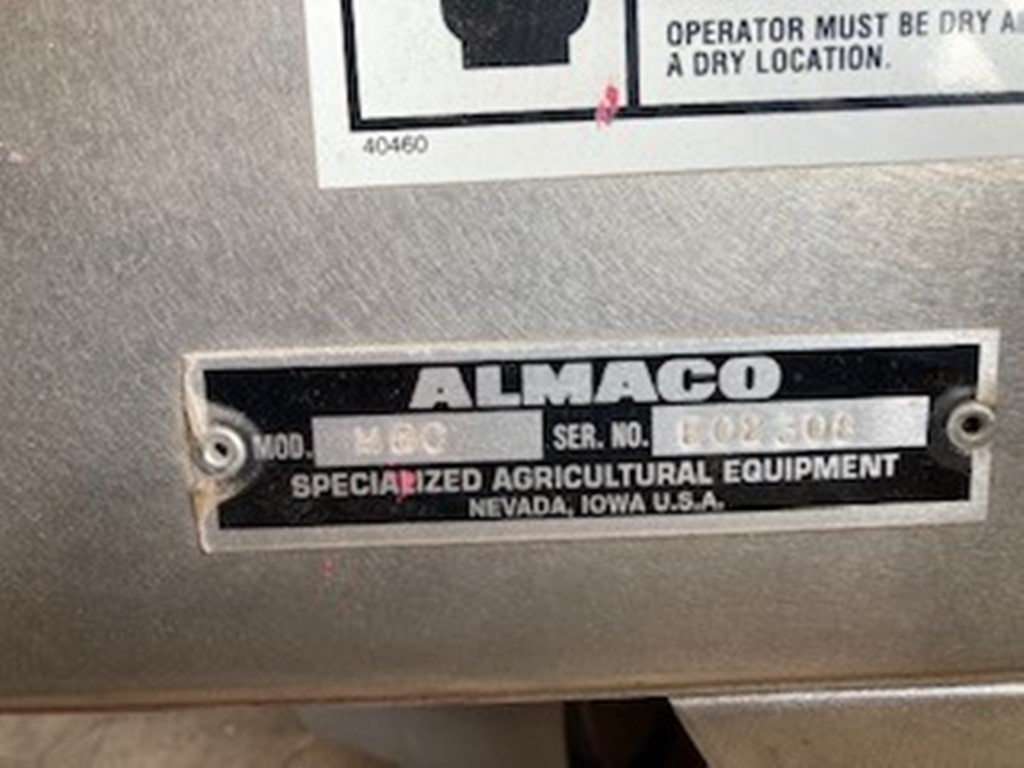 OPERATOR MUST BE DRY
A DRY LOCATION.
40460
ALMACO
MOD. SER. NO.
SPECIALIZED AGRICULTURAL EQUIPMENT
NEVADA, IOWA U.S.A.